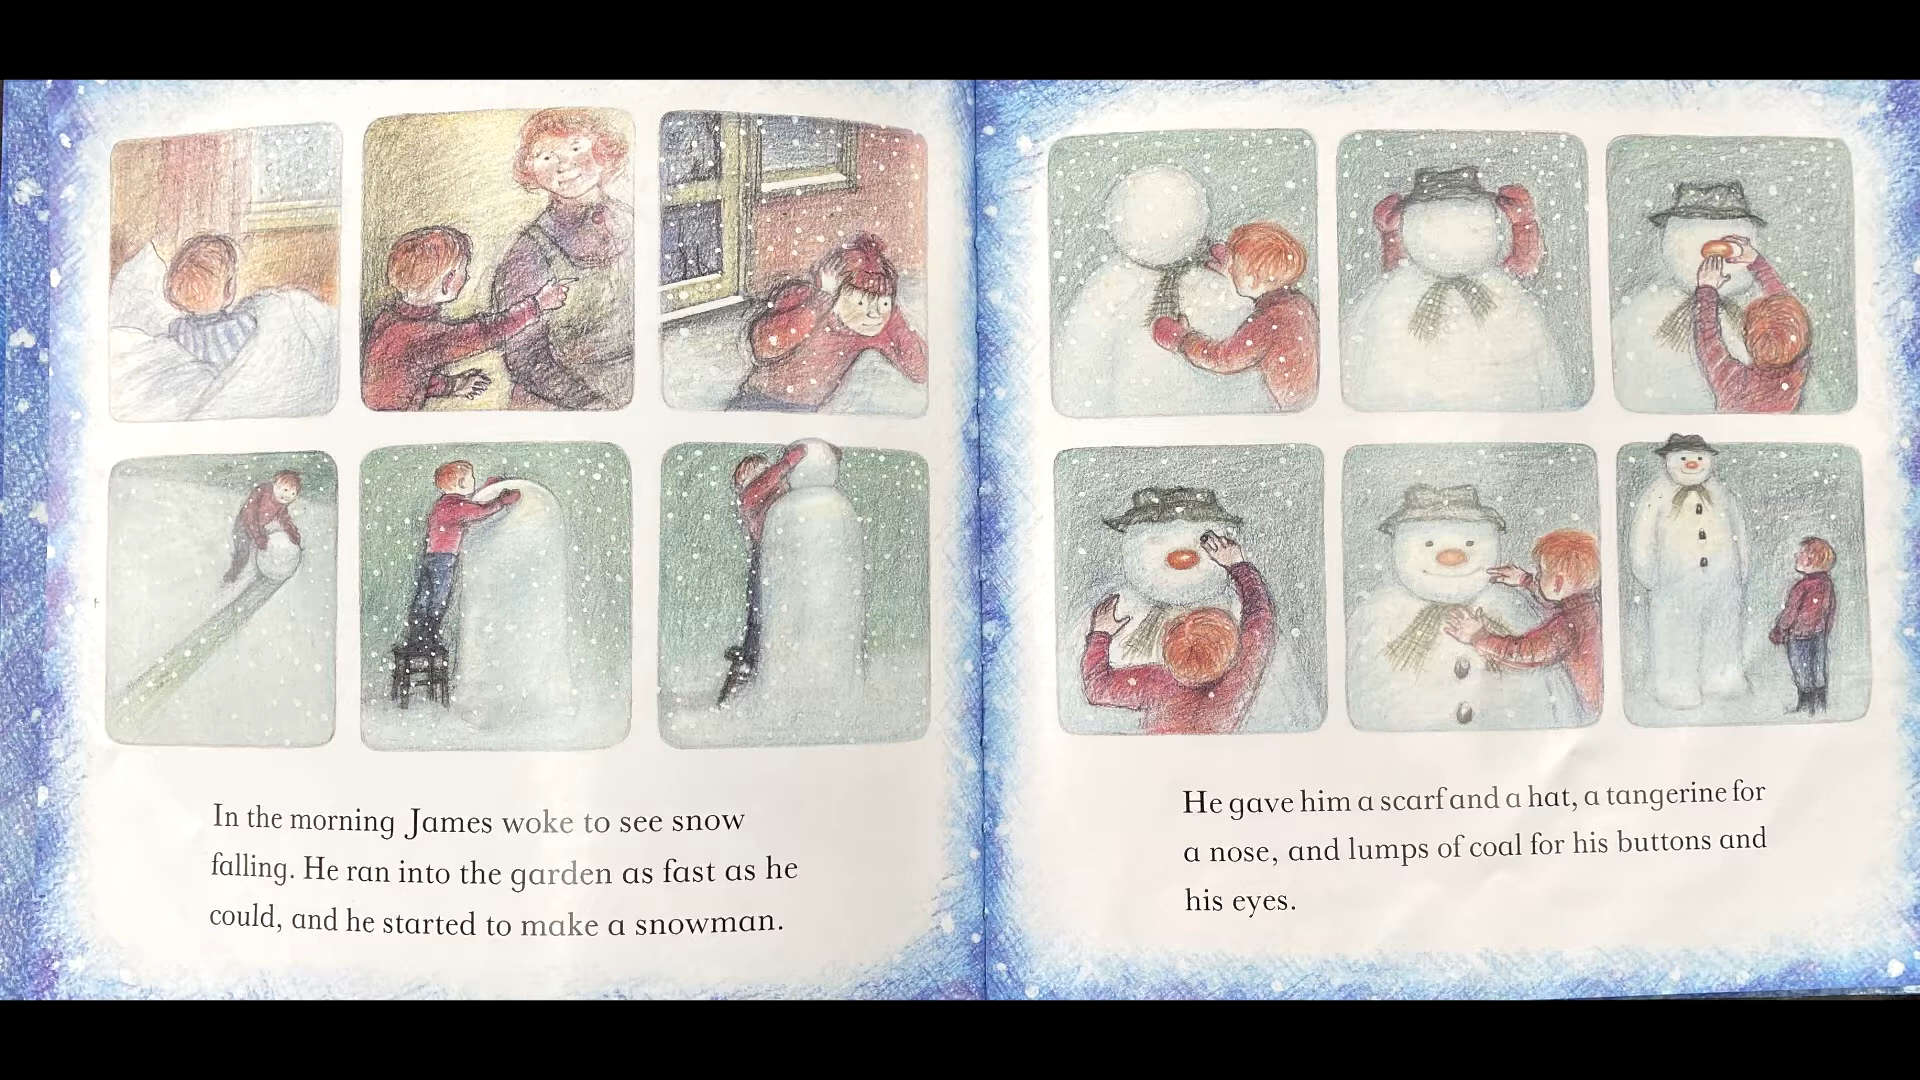 In the morning James woke to see snow
falling. He ran into the garden as fast as he
could, and he started to make a snowman.
He gave him a scarf and a hat, a tangerine for
a nose, and lumps of coal for his buttons and
his eyes.